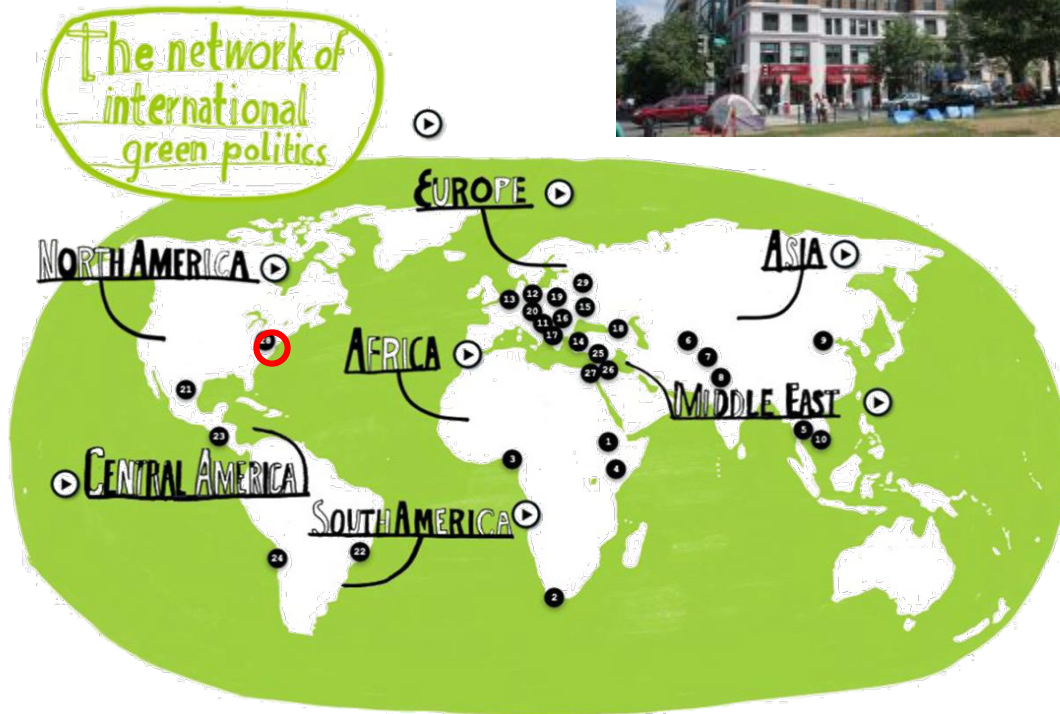 The network of
international
green politics
EUROPE
NORTH AMERICA
ASIA
29
13
12
19
20
15
11
16
17
18
14
25
27
26
6
7
8
9
AFRICA
MIDDLE EAST
21
23
5
10
1
3
4
CENTRAL AMERICA
SOUTH AMERICA
24
22
2